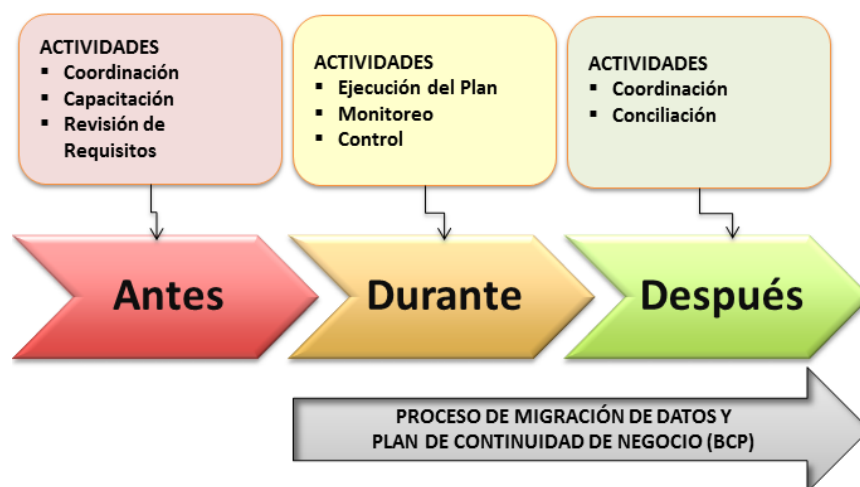 ACTIVIDADES
▪ Coordinación
▪ Capacitación
▪ Revisión de
Requisitos
ACTIVIDADES
▪ Ejecución del Plan
▪ Monitoreo
▪ Control
ACTIVIDADES
▪ Coordinación
▪ Conciliación
Antes
Durante
Después
PROCESO DE MIGRACIÓN DE DATOS Y
PLAN DE CONTINUIDAD DE NEGOCIO (BCP)